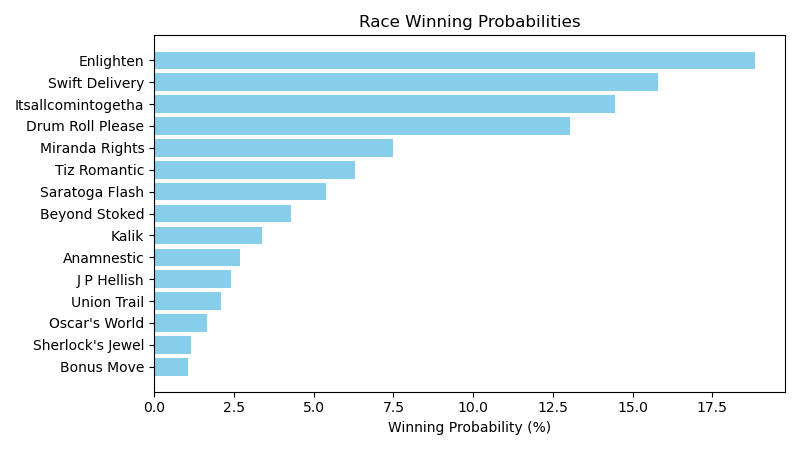 Race Winning Probabilities
Enlighten
Swift Delivery
Itsallcomintogetha
Drum Roll Please
Miranda Rights
Tiz Romantic
Saratoga Flash
Beyond Stoked
Kalik
Anamnestic
J P Hellish
Union Trail
Oscar's World
Sherlock's Jewel
Bonus Move
0.0 2.5 5.0 7.5 10.0 12.5 15.0 17.5
Winning Probability (%)